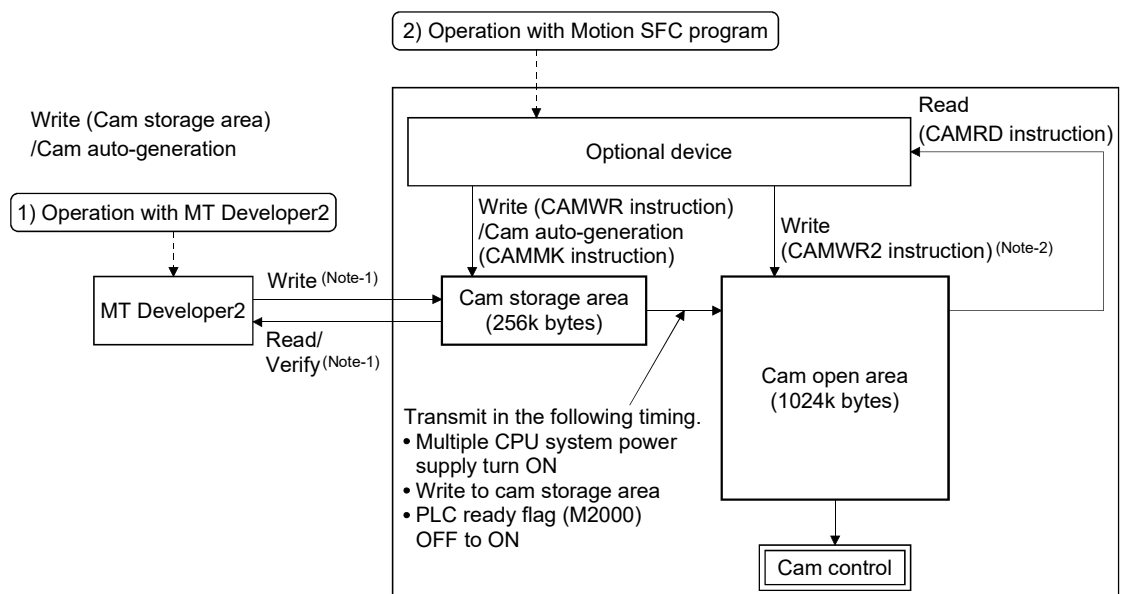 2) Operation with Motion SFC program
Write (Cam storage area)
/Cam auto-generation
Read
(CAMRD instruction)
Optional device
1) Operation with MT Developer2
Write (CAMWR instruction)
/Cam auto-generation
(CAMMK instruction)
Write
(CAMWR2 instruction)(Note-2)
MT Developer2
Write(Note-1)
Read/
Verify(Note-1)
Cam storage area
(256k bytes)
Cam open area
(1024k bytes)
Transmit in the following timing.
• Multiple CPU system power
supply turn ON
• Write to cam storage area
• PLC ready flag (M2000)
OFF to ON
Cam control